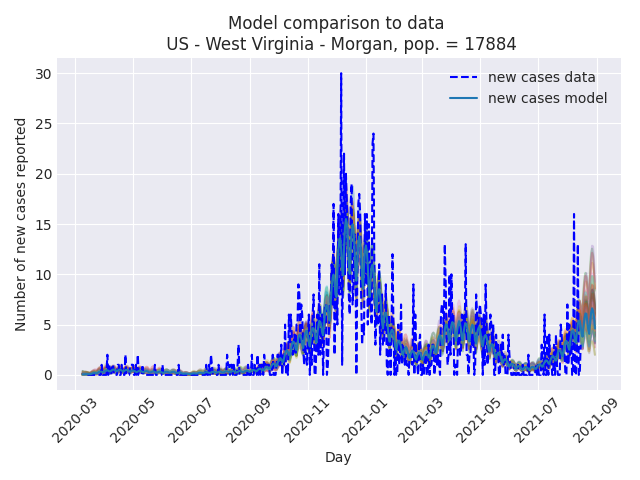 Model comparison to data
US - West Virginia - Morgan, pop. = 17884
new cases data
new cases model
Number of new cases reported
30
25
20
15
10
5
0
2020-03
2020-05
2020-07
2020-09
2020-11
2021-01
2021-03
2021-05
2021-07
2021-09
Day